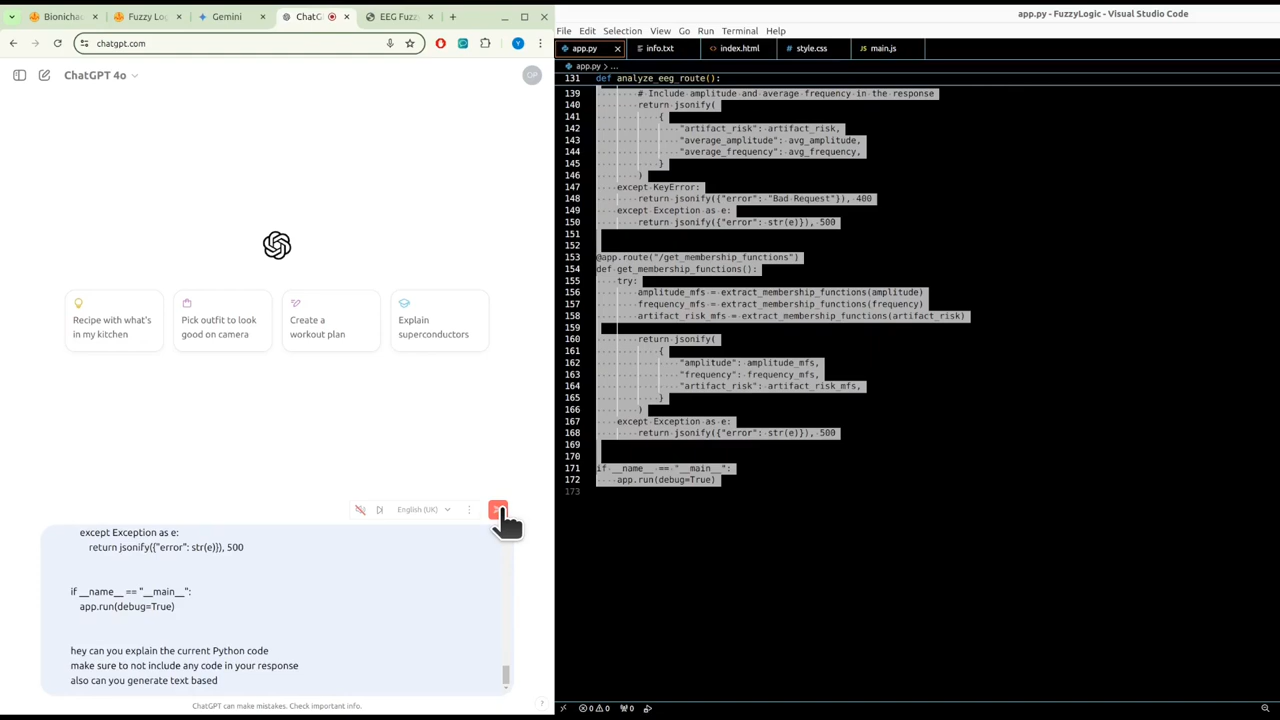 Bionichao
Fuzzy Lo
Gemini
ChatG
EEG Fuzz
chatgpt.com
Y
ChatGPT 4o
OP
Recipe with what's
in my kitchen
Pick outfit to look
good on camera
Create a
workout plan
Explain
superconductors
English (UK)
except Exception as e:
return jsonify({"error": str(e)}), 500
if __name__ == "__main__":
app.run(debug=True)
hey can you explain the current Python code
make sure to not include any code in your response
also can you generate text based
ChatGPT can make mistakes. Check important info.
?
app.py - FuzzyLogic - Visual Studio Code
File Edit Selection View Go Run Terminal Help
app.py
info.txt
index.html
style.css
main.js
app.py > ...
131 def analyze_eeg_route():
139 # Include amplitude and average frequency in the response
140 return jsonify(
141 {
142 "artifact_risk": artifact_risk,
143 "average_amplitude": avg_amplitude,
144 "average_frequency": avg_frequency,
145 }
146 )
147 except KeyError:
148 return jsonify({"error": "Bad Request"}), 400
149 except Exception as e:
150 return jsonify({"error": str(e)}), 500
151
152
153 @app.route("/get_membership_functions")
154 def get_membership_functions():
155 try:
156 amplitude_mfs = extract_membership_functions(amplitude)
157 frequency_mfs = extract_membership_functions(frequency)
158 artifact_risk_mfs = extract_membership_functions(artifact_risk)
159
160 return jsonify(
161 {
162 "amplitude": amplitude_mfs,
163 "frequency": frequency_mfs,
164 "artifact_risk": artifact_risk_mfs,
165 }
166 )
167 except Exception as e:
168 return jsonify({"error": str(e)}), 500
169
170
171 if __name__ == "__main__":
172 app.run(debug=True)
173
0 0 0